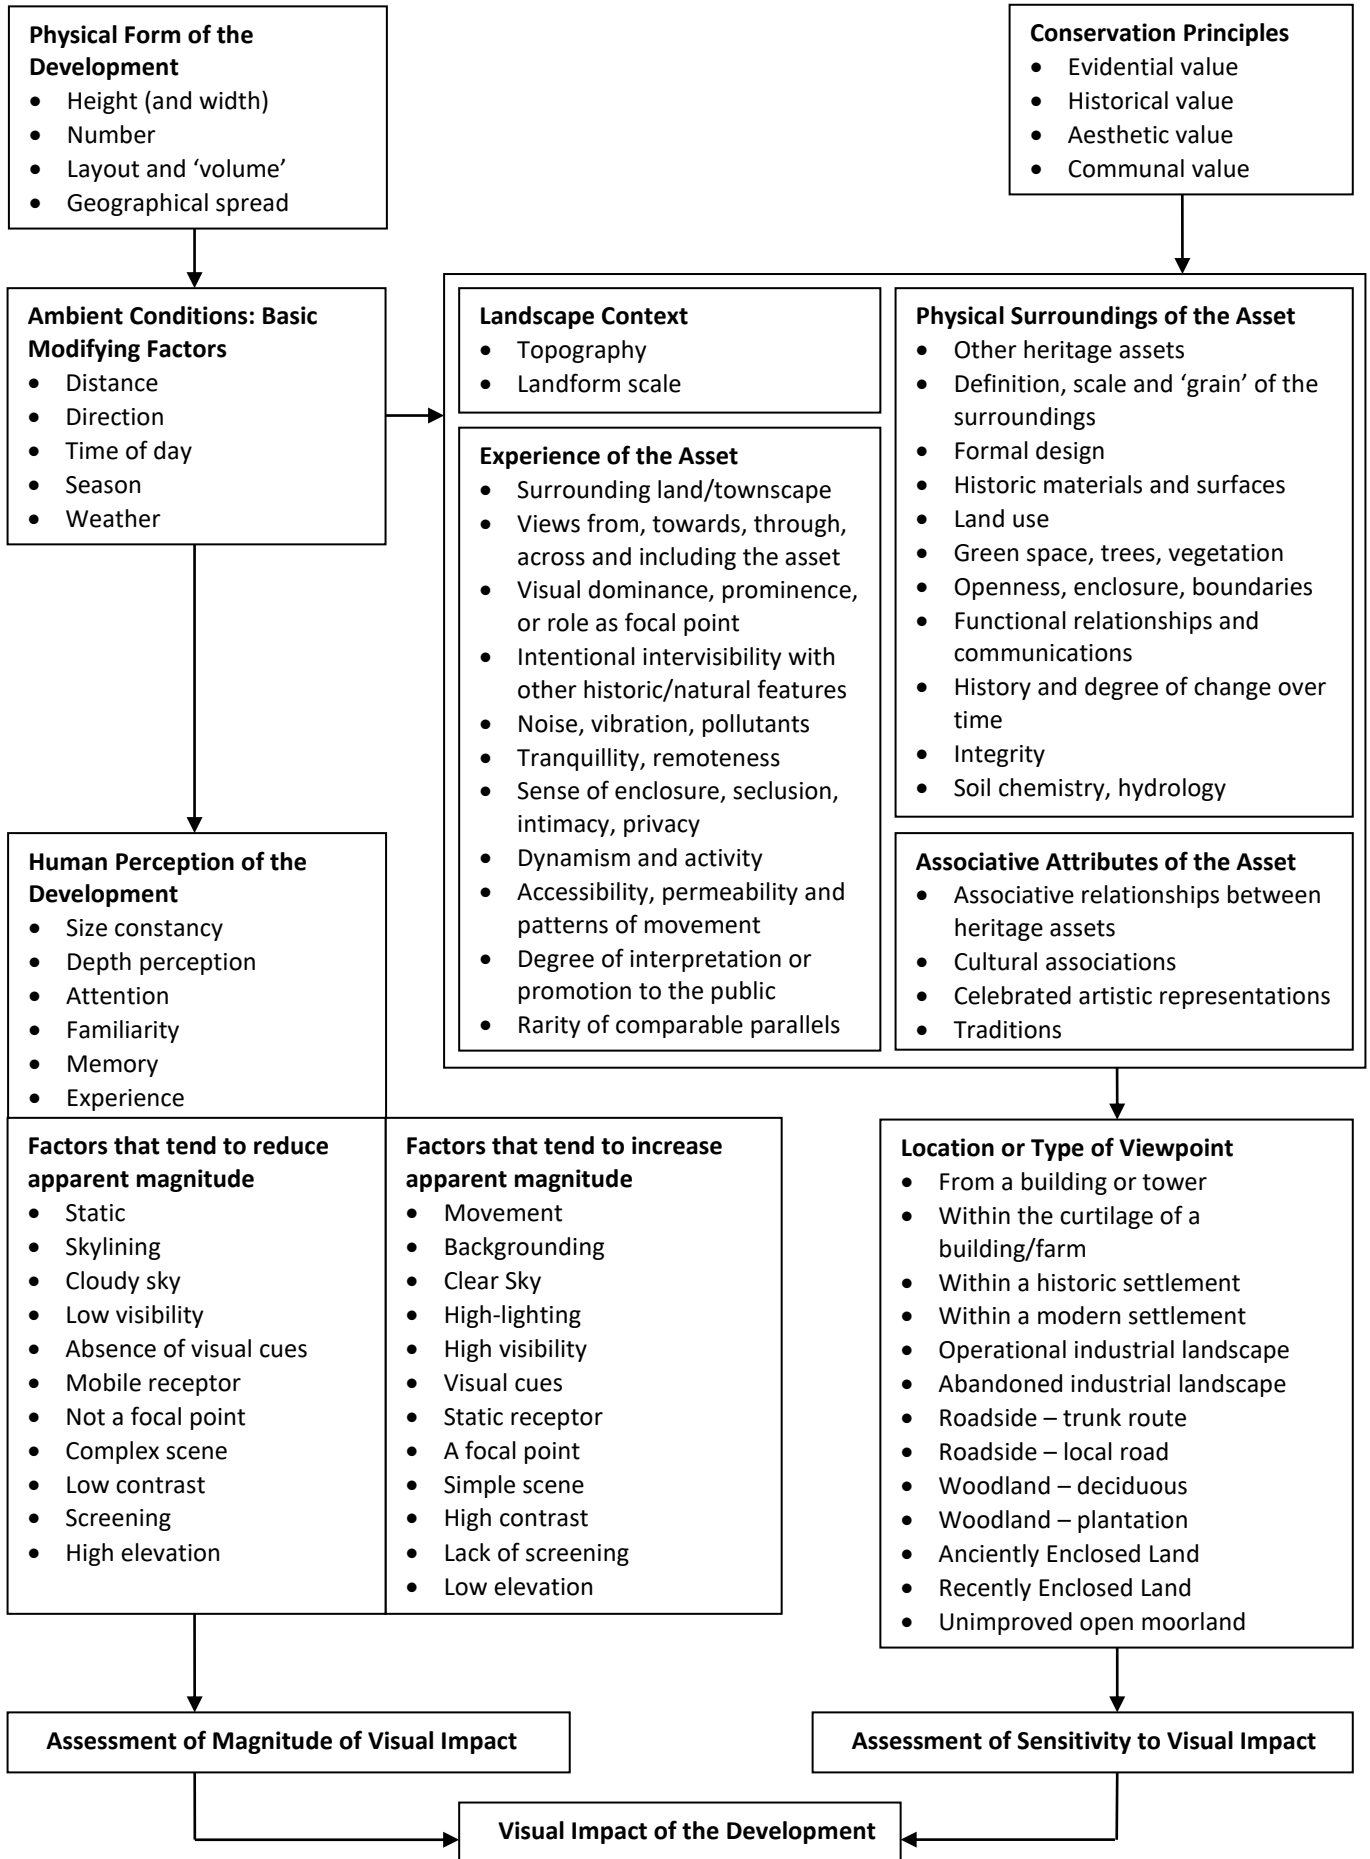 Physical Form of the
Development
• Height (and width)
• Number
• Layout and ‘volume’
• Geographical spread
Conservation Principles
• Evidential value
• Historical value
• Aesthetic value
• Communal value
Ambient Conditions: Basic
Modifying Factors
• Distance
• Direction
• Time of day
• Season
• Weather
Landscape Context
• Topography
• Landform scale
Experience of the Asset
• Surrounding land/townscape
• Views from, towards, through,
across and including the asset
• Visual dominance, prominence,
or role as focal point
• Intentional intervisibility with
other historic/natural features
• Noise, vibration, pollutants
• Tranquillity, remoteness
• Sense of enclosure, seclusion,
intimacy, privacy
• Dynamism and activity
• Accessibility, permeability and
patterns of movement
• Degree of interpretation or
promotion to the public
• Rarity of comparable parallels
Physical Surroundings of the Asset
• Other heritage assets
• Definition, scale and ‘grain’ of the
surroundings
• Formal design
• Historic materials and surfaces
• Land use
• Green space, trees, vegetation
• Openness, enclosure, boundaries
• Functional relationships and
communications
• History and degree of change over
time
• Integrity
• Soil chemistry, hydrology
Associative Attributes of the Asset
• Associative relationships between
heritage assets
• Cultural associations
• Celebrated artistic representations
• Traditions
Human Perception of the
Development
• Size constancy
• Depth perception
• Attention
• Familiarity
• Memory
• Experience
Factors that tend to reduce
apparent magnitude
• Static
• Skylining
• Cloudy sky
• Low visibility
• Absence of visual cues
• Mobile receptor
• Not a focal point
• Complex scene
• Low contrast
• Screening
• High elevation
Factors that tend to increase
apparent magnitude
• Movement
• Backgrounding
• Clear Sky
• High-lighting
• High visibility
• Visual cues
• Static receptor
• A focal point
• Simple scene
• High contrast
• Lack of screening
• Low elevation
Location or Type of Viewpoint
• From a building or tower
• Within the curtilage of a
building/farm
• Within a historic settlement
• Within a modern settlement
• Operational industrial landscape
• Abandoned industrial landscape
• Roadside – trunk route
• Roadside – local road
• Woodland – deciduous
• Woodland – plantation
• Anciently Enclosed Land
• Recently Enclosed Land
• Unimproved open moorland
Assessment of Magnitude of Visual Impact
Assessment of Sensitivity to Visual Impact
Visual Impact of the Development